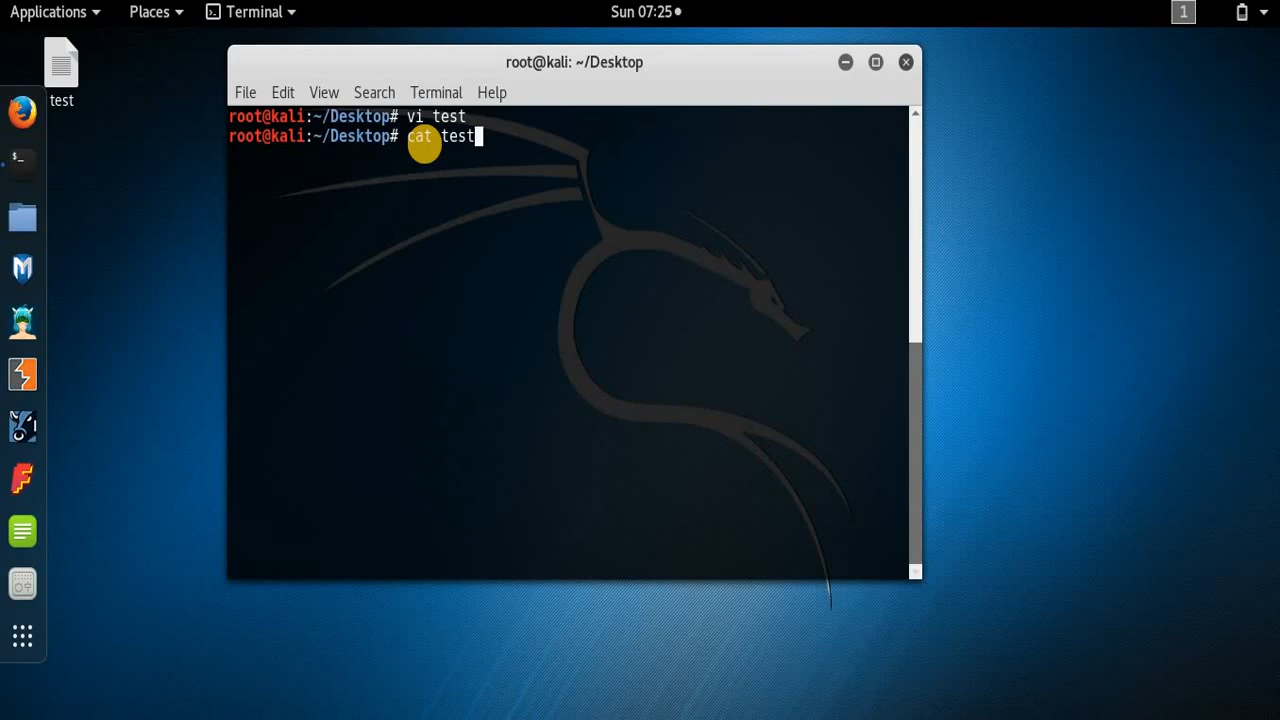 Applications Places Terminal Sun 07:25 1
test
root@kali: ~/Desktop
File Edit View Search Terminal Help
root@kali:~/Desktop# vi test
root@kali:~/Desktop# cat test